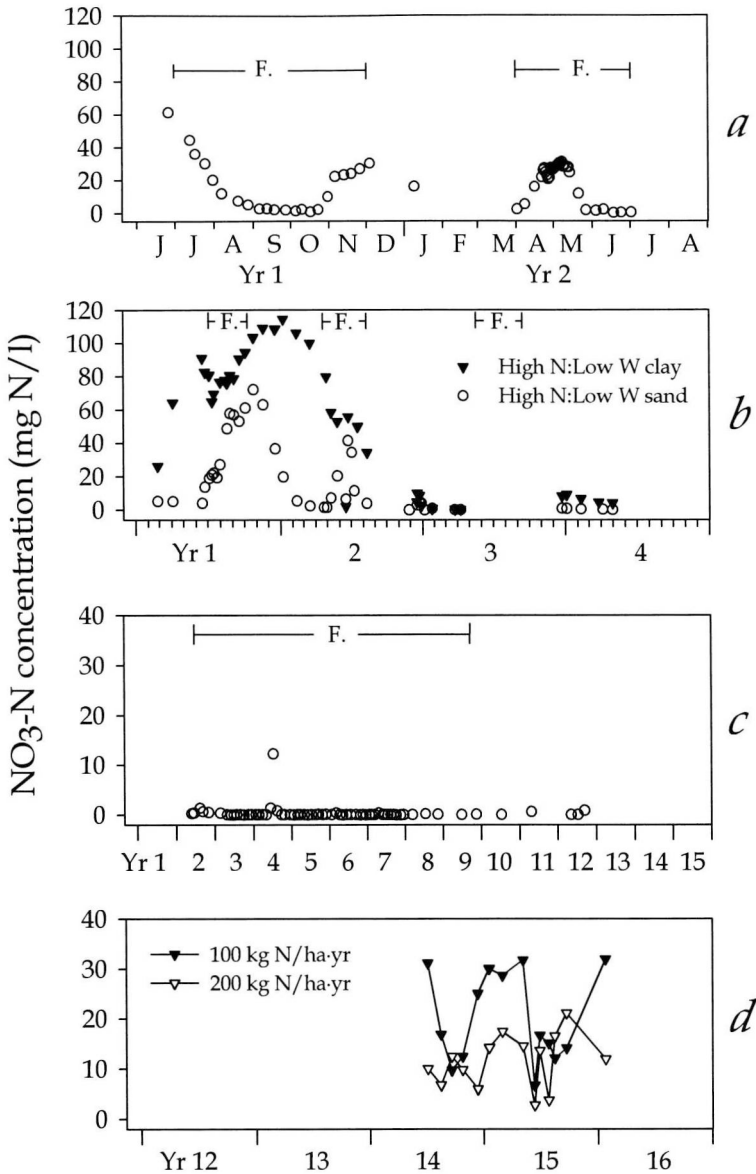 NO3-N concentration (mg N/l)
120
100
80
60
40
20
0
F.
F.
a
J J A S O N D J F M A M J J A
Yr 1 Yr 2
120
100
80
60
40
20
0
F.
F.
F.
High N:Low W clay
High N:Low W sand
b
Yr 1 2 3 4
40
30
20
10
0
F.
c
Yr 1 2 3 4 5 6 7 8 9 10 11 12 13 14 15
40
30
20
10
0
100 kg N/ha·yr
200 kg N/ha·yr
d
Yr 12 13 14 15 16